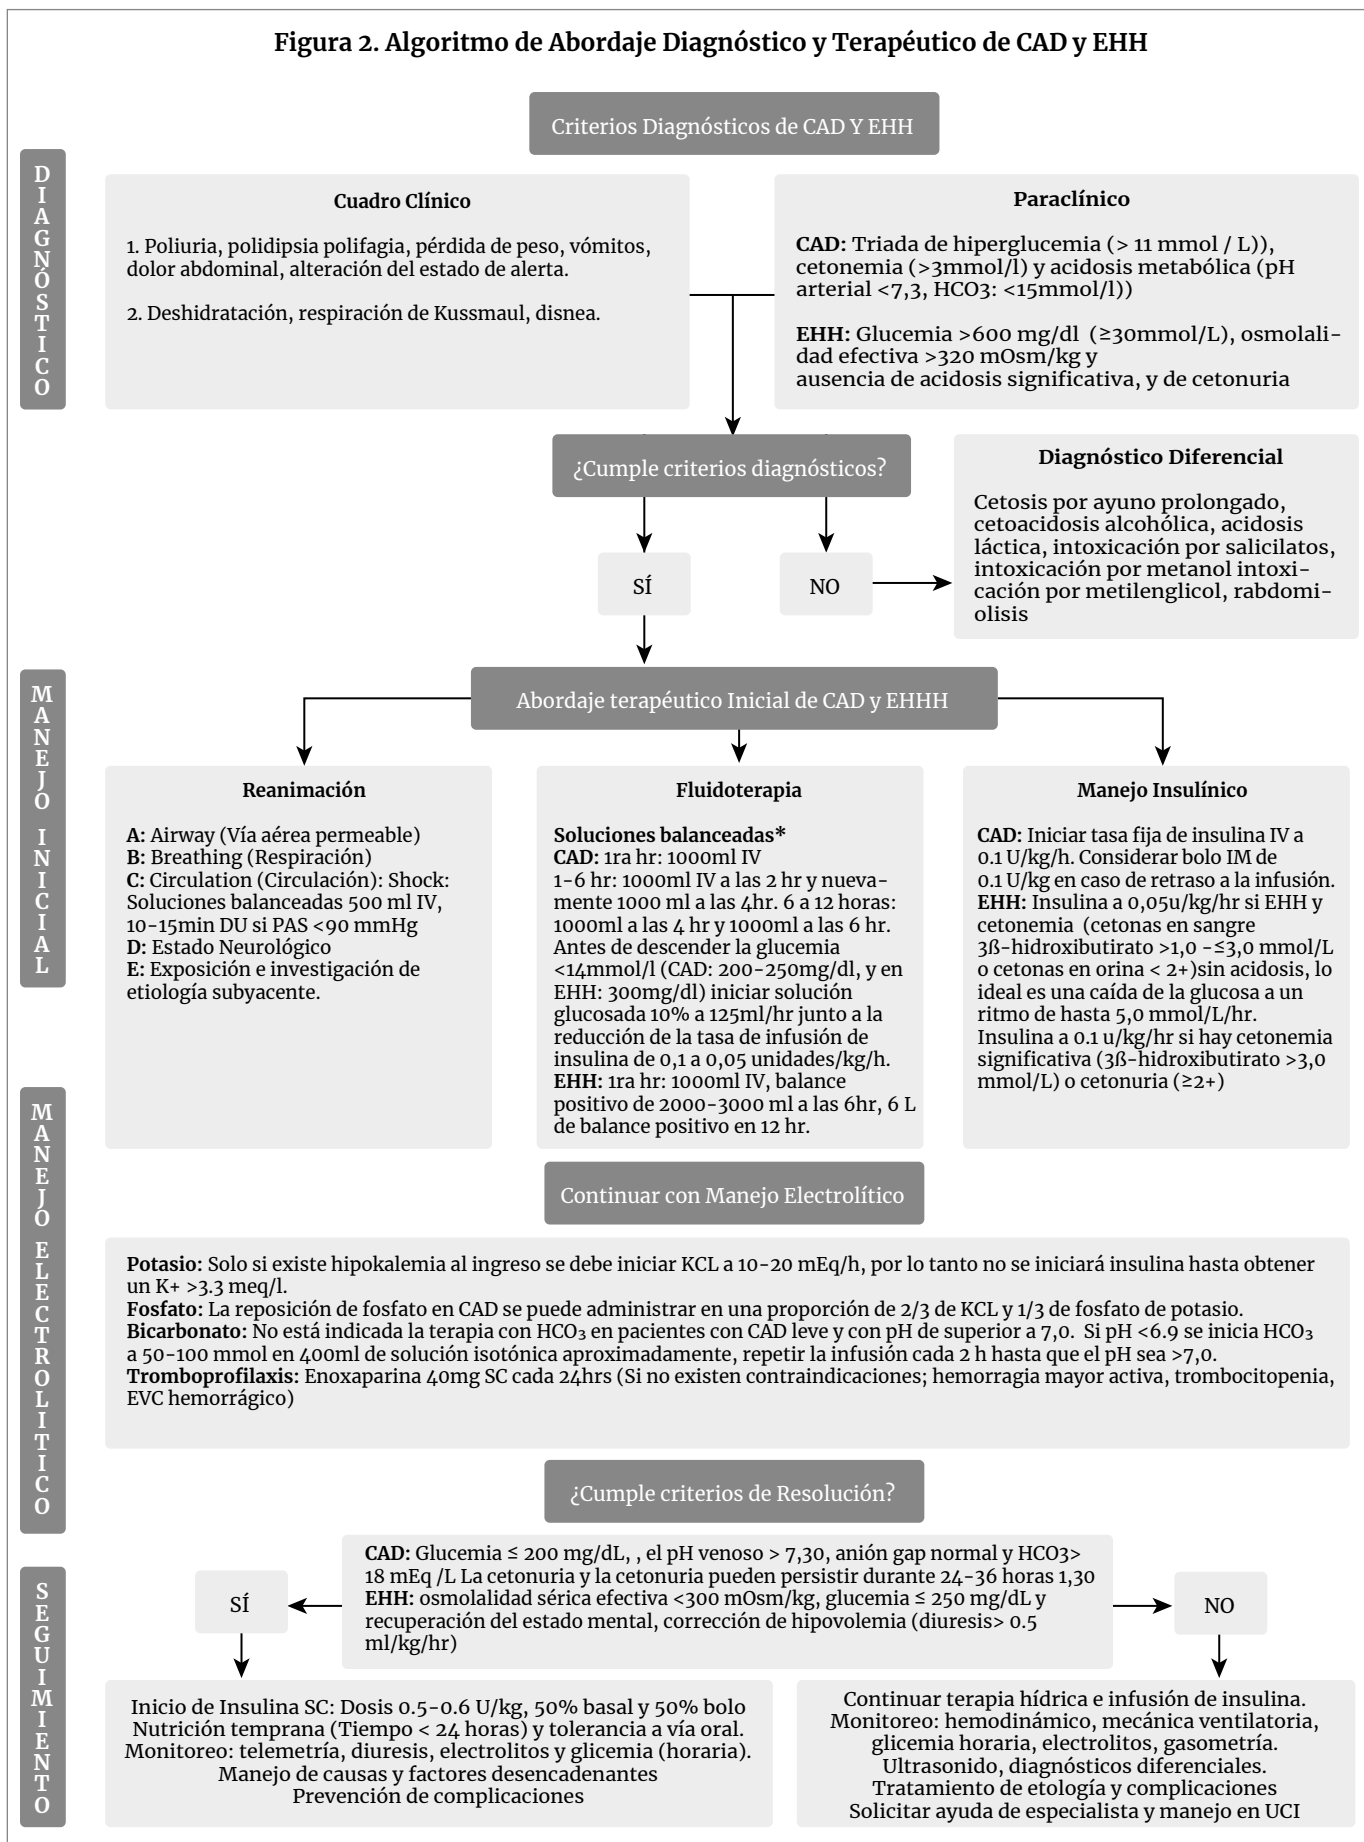 Figura 2. Algoritmo de Abordaje Diagnóstico y Terapéutico de CAD y EHH
Criterios Diagnósticos de CAD Y EHH
DIAGNÓSTICO
Cuadro Clínico
1. Poliuria, polidipsia polifagia, pérdida de peso, vómitos,
dolor abdominal, alteración del estado de alerta.
2. Deshidratación, respiración de Kussmaul, disnea.
Paraclínico
CAD: Triada de hiperglucemia (> 11 mmol / L)),
cetonemia (>3mmol/l) y acidosis metabólica (pH
arterial <7,3, HCO3: <15mmol/l))
EHH: Glucemia >600 mg/dl (≥30mmol/L), osmolali-
dad efectiva >320 mOsm/kg y
ausencia de acidosis significativa, y de cetonuria
¿Cumple criterios diagnósticos?
SÍ
NO
Diagnóstico Diferencial
Cetosis por ayuno prolongado,
cetoacidosis alcohólica, acidosis
láctica, intoxicación por salicilatos,
intoxicación por metanol intoxi-
cación por metilenglicol, rabdomi-
olisis
MANEJO INICIAL
Abordaje terapéutico Inicial de CAD y EHHH
Reanimación
A: Airway (Vía aérea permeable)
B: Breathing (Respiración)
C: Circulation (Circulación): Shock:
Soluciones balanceadas 500 ml IV,
10-15min DU si PAS <90 mmHg
D: Estado Neurológico
E: Exposición e investigación de
etiología subyacente.
Fluidoterapia
Soluciones balanceadas*
CAD: 1ra hr: 1000ml IV
1-6 hr: 1000ml IV a las 2 hr y nueva-
mente 1000 ml a las 4hr. 6 a 12 horas:
1000ml a las 4 hr y 1000ml a las 6 hr.
Antes de descender la glucemia
<14mmol/l (CAD: 200-250mg/dl, y en
EHH: 300mg/dl) iniciar solución
glucosada 10% a 125ml/hr junto a la
reducción de la tasa de infusión de
insulina de 0,1 a 0,05 unidades/kg/h.
EHH: 1ra hr: 1000ml IV, balance
positivo de 2000-3000 ml a las 6hr, 6 L
de balance positivo en 12 hr.
Manejo Insulínico
CAD: Iniciar tasa fija de insulina IV a
0.1 U/kg/h. Considerar bolo IM de
0.1 U/kg en caso de retraso a la infusión.
EHH: Insulina a 0,05u/kg/hr si EHH y
cetonemia (cetonas en sangre
3ß-hidroxibutirato >1,0 -≤3,0 mmol/L
o cetonas en orina < 2+)sin acidosis, lo
ideal es una caída de la glucosa a un
ritmo de hasta 5,0 mmol/L/hr.
Insulina a 0.1 u/kg/hr si hay cetonemia
significativa (3ß-hidroxibutirato >3,0
mmol/L) o cetonuria (≥2+)
MANEJO ELECTROLITICO
Continuar con Manejo Electrolítico
Potasio: Solo si existe hipokalemia al ingreso se debe iniciar KCL a 10-20 mEq/h, por lo tanto no se iniciará insulina hasta obtener
un K+ >3.3 meq/l.
Fosfato: La reposición de fosfato en CAD se puede administrar en una proporción de 2/3 de KCL y 1/3 de fosfato de potasio.
Bicarbonato: No está indicada la terapia con HCO₃ en pacientes con CAD leve y con pH de superior a 7,0. Si pH <6.9 se inicia HCO₃
a 50-100 mmol en 400ml de solución isotónica aproximadamente, repetir la infusión cada 2 h hasta que el pH sea >7,0.
Tromboprofilaxis: Enoxaparina 40mg SC cada 24hrs (Si no existen contraindicaciones; hemorragia mayor activa, trombocitopenia,
EVC hemorrágico)
¿Cumple criterios de Resolución?
SEGUIMIENTO
CAD: Glucemia ≤ 200 mg/dL, , el pH venoso > 7,30, anión gap normal y HCO3>
18 mEq /L La cetonuria y la cetonuria pueden persistir durante 24-36 horas 1,30
EHH: osmolalidad sérica efectiva <300 mOsm/kg, glucemia ≤ 250 mg/dL y
recuperación del estado mental, corrección de hipovolemia (diuresis> 0.5
ml/kg/hr)
SÍ
NO
Inicio de Insulina SC: Dosis 0.5-0.6 U/kg, 50% basal y 50% bolo
Nutrición temprana (Tiempo < 24 horas) y tolerancia a vía oral.
Monitoreo: telemetría, diuresis, electrolitos y glicemia (horaria).
Manejo de causas y factores desencadenantes
Prevención de complicaciones
Continuar terapia hídrica e infusión de insulina.
Monitoreo: hemodinámico, mecánica ventilatoria,
glicemia horaria, electrolitos, gasometría.
Ultrasonido, diagnósticos diferenciales.
Tratamiento de etología y complicaciones
Solicitar ayuda de especialista y manejo en UCI